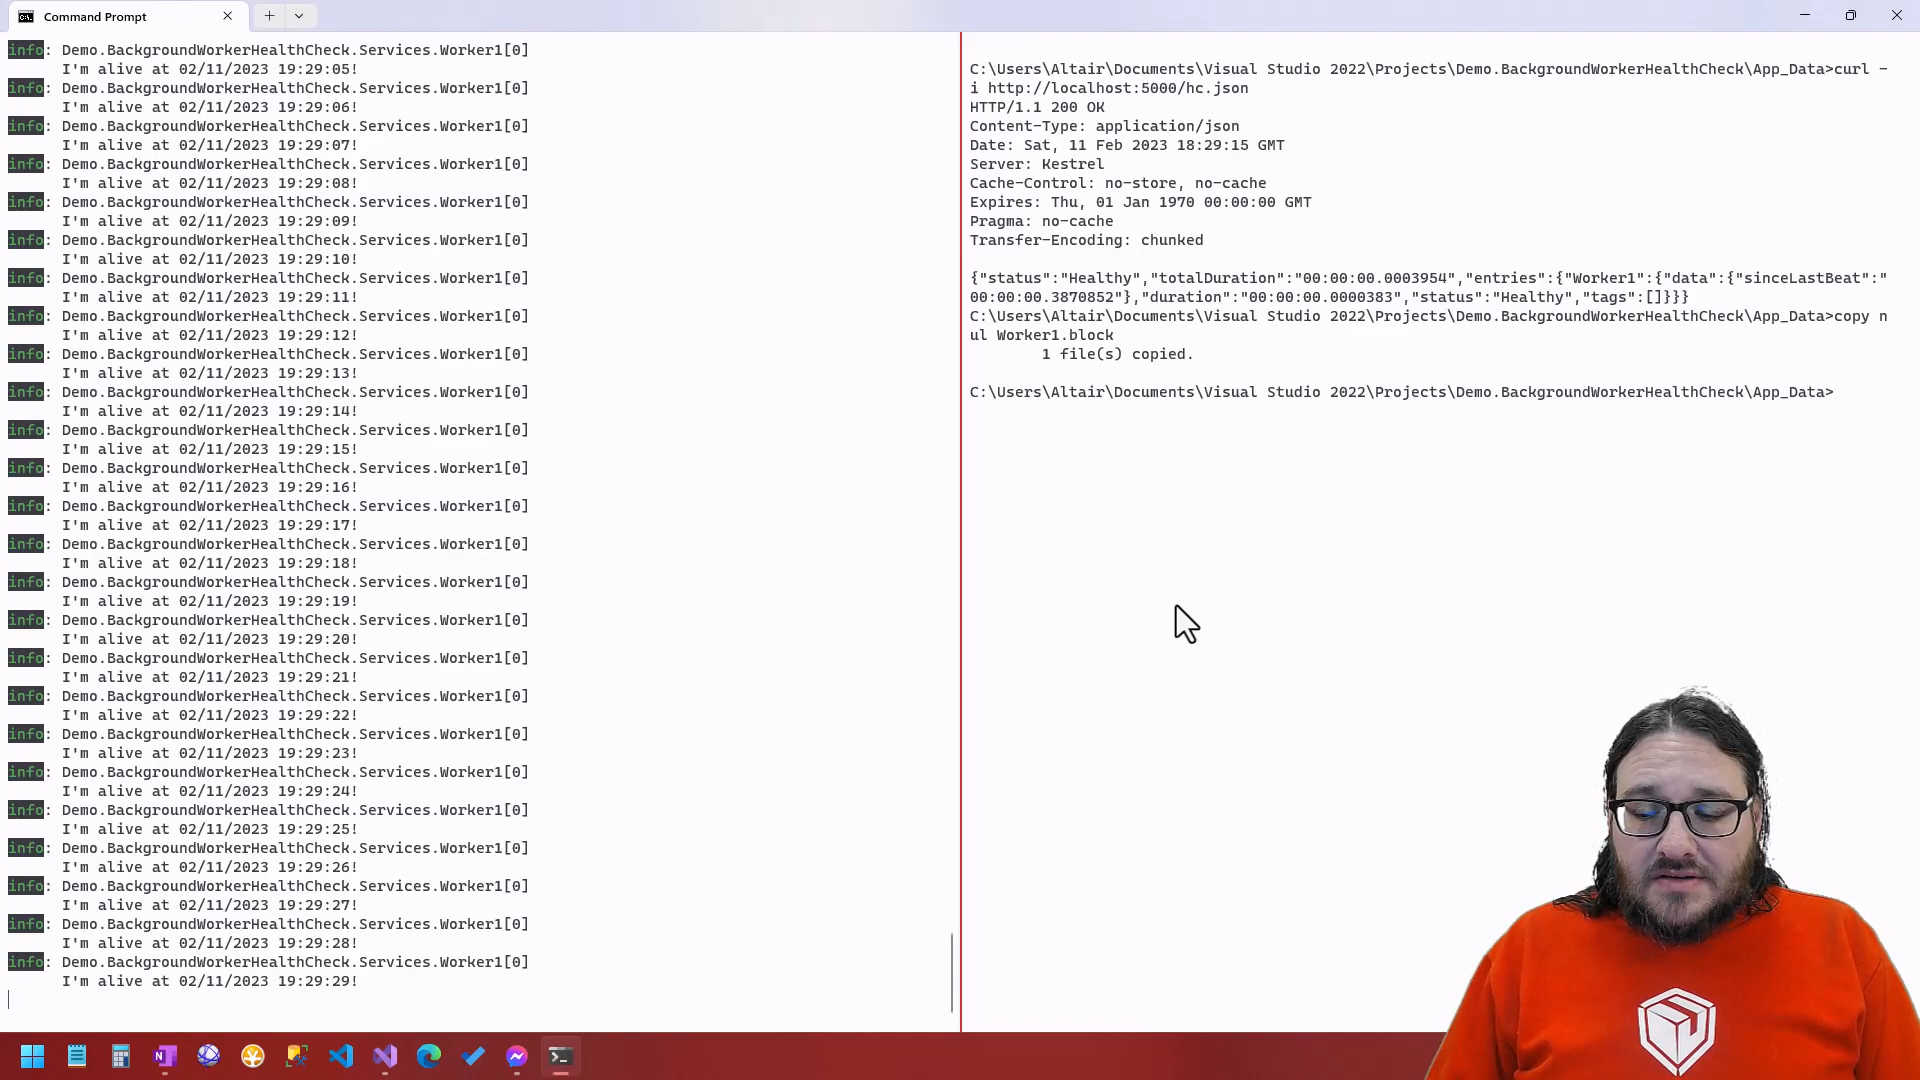 Command Prompt
info: Demo.BackgroundWorkerHealthCheck.Services.Worker1[0]
I'm alive at 02/11/2023 19:29:05!
info: Demo.BackgroundWorkerHealthCheck.Services.Worker1[0]
I'm alive at 02/11/2023 19:29:06!
info: Demo.BackgroundWorkerHealthCheck.Services.Worker1[0]
I'm alive at 02/11/2023 19:29:07!
info: Demo.BackgroundWorkerHealthCheck.Services.Worker1[0]
I'm alive at 02/11/2023 19:29:08!
info: Demo.BackgroundWorkerHealthCheck.Services.Worker1[0]
I'm alive at 02/11/2023 19:29:09!
info: Demo.BackgroundWorkerHealthCheck.Services.Worker1[0]
I'm alive at 02/11/2023 19:29:10!
info: Demo.BackgroundWorkerHealthCheck.Services.Worker1[0]
I'm alive at 02/11/2023 19:29:11!
info: Demo.BackgroundWorkerHealthCheck.Services.Worker1[0]
I'm alive at 02/11/2023 19:29:12!
info: Demo.BackgroundWorkerHealthCheck.Services.Worker1[0]
I'm alive at 02/11/2023 19:29:13!
info: Demo.BackgroundWorkerHealthCheck.Services.Worker1[0]
I'm alive at 02/11/2023 19:29:14!
info: Demo.BackgroundWorkerHealthCheck.Services.Worker1[0]
I'm alive at 02/11/2023 19:29:15!
info: Demo.BackgroundWorkerHealthCheck.Services.Worker1[0]
I'm alive at 02/11/2023 19:29:16!
info: Demo.BackgroundWorkerHealthCheck.Services.Worker1[0]
I'm alive at 02/11/2023 19:29:17!
info: Demo.BackgroundWorkerHealthCheck.Services.Worker1[0]
I'm alive at 02/11/2023 19:29:18!
info: Demo.BackgroundWorkerHealthCheck.Services.Worker1[0]
I'm alive at 02/11/2023 19:29:19!
info: Demo.BackgroundWorkerHealthCheck.Services.Worker1[0]
I'm alive at 02/11/2023 19:29:20!
info: Demo.BackgroundWorkerHealthCheck.Services.Worker1[0]
I'm alive at 02/11/2023 19:29:21!
info: Demo.BackgroundWorkerHealthCheck.Services.Worker1[0]
I'm alive at 02/11/2023 19:29:22!
info: Demo.BackgroundWorkerHealthCheck.Services.Worker1[0]
I'm alive at 02/11/2023 19:29:23!
info: Demo.BackgroundWorkerHealthCheck.Services.Worker1[0]
I'm alive at 02/11/2023 19:29:24!
info: Demo.BackgroundWorkerHealthCheck.Services.Worker1[0]
I'm alive at 02/11/2023 19:29:25!
info: Demo.BackgroundWorkerHealthCheck.Services.Worker1[0]
I'm alive at 02/11/2023 19:29:26!
info: Demo.BackgroundWorkerHealthCheck.Services.Worker1[0]
I'm alive at 02/11/2023 19:29:27!
info: Demo.BackgroundWorkerHealthCheck.Services.Worker1[0]
I'm alive at 02/11/2023 19:29:28!
info: Demo.BackgroundWorkerHealthCheck.Services.Worker1[0]
I'm alive at 02/11/2023 19:29:29!
C:\Users\Altair\Documents\Visual Studio 2022\Projects\Demo.BackgroundWorkerHealthCheck\App_Data>curl -
i http://localhost:5000/hc.json
HTTP/1.1 200 OK
Content-Type: application/json
Date: Sat, 11 Feb 2023 18:29:15 GMT
Server: Kestrel
Cache-Control: no-store, no-cache
Expires: Thu, 01 Jan 1970 00:00:00 GMT
Pragma: no-cache
Transfer-Encoding: chunked
{"status":"Healthy","totalDuration":"00:00:00.0003954","entries":{"Worker1":{"data":{"sinceLastBeat":"
00:00:00.3870852"},"duration":"00:00:00.0000383","status":"Healthy","tags":[]}}}
C:\Users\Altair\Documents\Visual Studio 2022\Projects\Demo.BackgroundWorkerHealthCheck\App_Data>copy n
ul Worker1.block
1 file(s) copied.
C:\Users\Altair\Documents\Visual Studio 2022\Projects\Demo.BackgroundWorkerHealthCheck\App_Data>